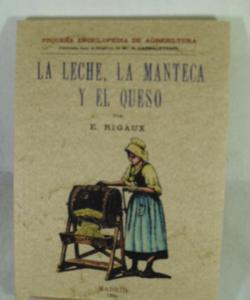 PEQUEÑA ENCICLOPEDIA DE AGRICULTURA
LA LECHE, LA MANTECA
Y EL QUESO
POR
E. RIGAUX
MADRID